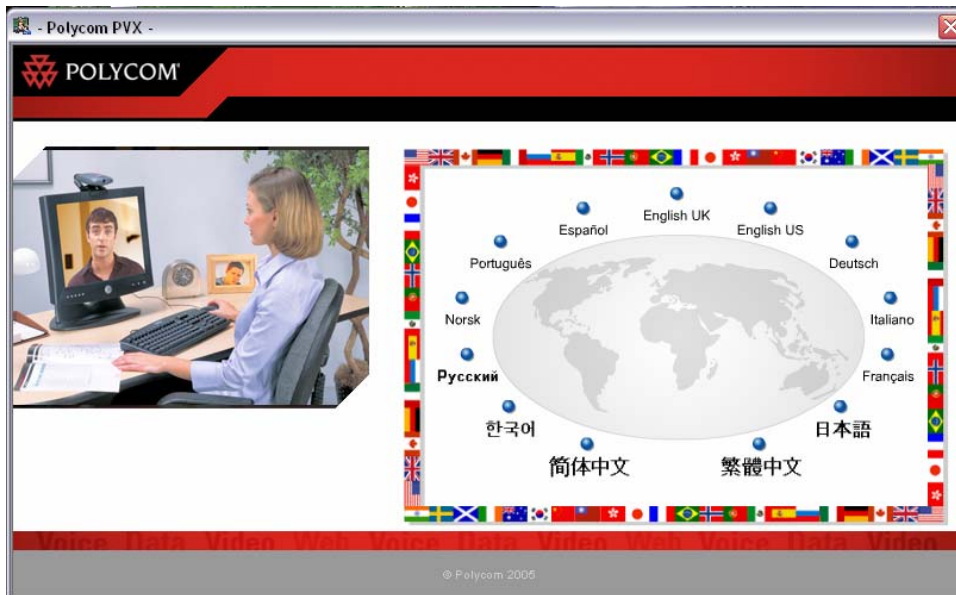 - Polycom PVX -
POLYCOM
English UK
Español
English US
Português
Deutsch
Norsk
Italiano
Русский
Français
한국어
日本語
简体中文
繁體中文
Voice Data Video Web Voice Data Video Web Voice Data Video
© Polycom 2005